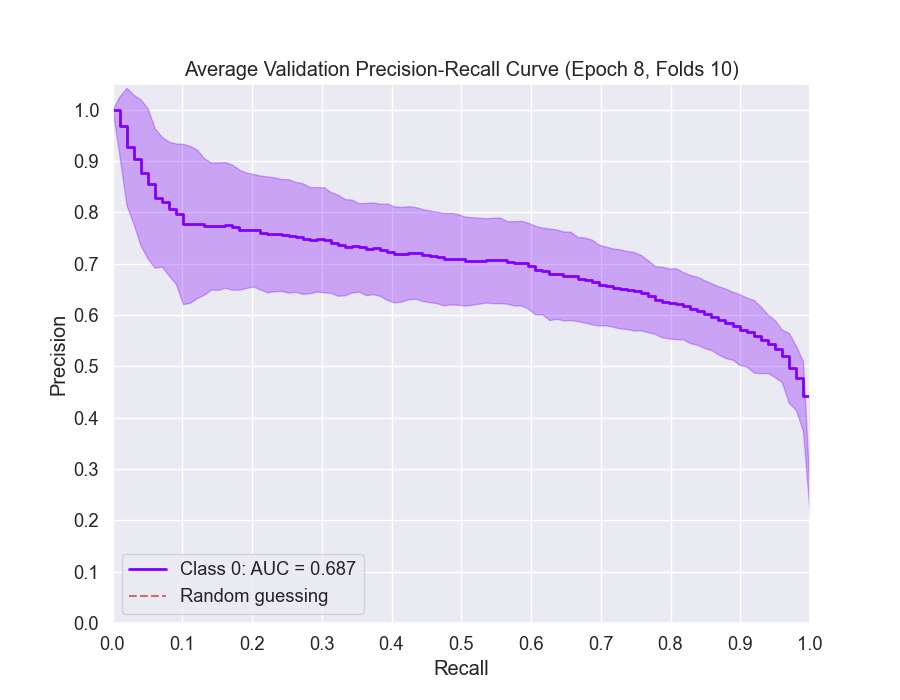 Average Validation Precision-Recall Curve (Epoch 8, Folds 10)
Precision
1.0
0.9
0.8
0.7
0.6
0.5
0.4
0.3
0.2
0.1
0.0
Class 0: AUC = 0.687
Random guessing
0.0 0.1 0.2 0.3 0.4 0.5 0.6 0.7 0.8 0.9 1.0
Recall